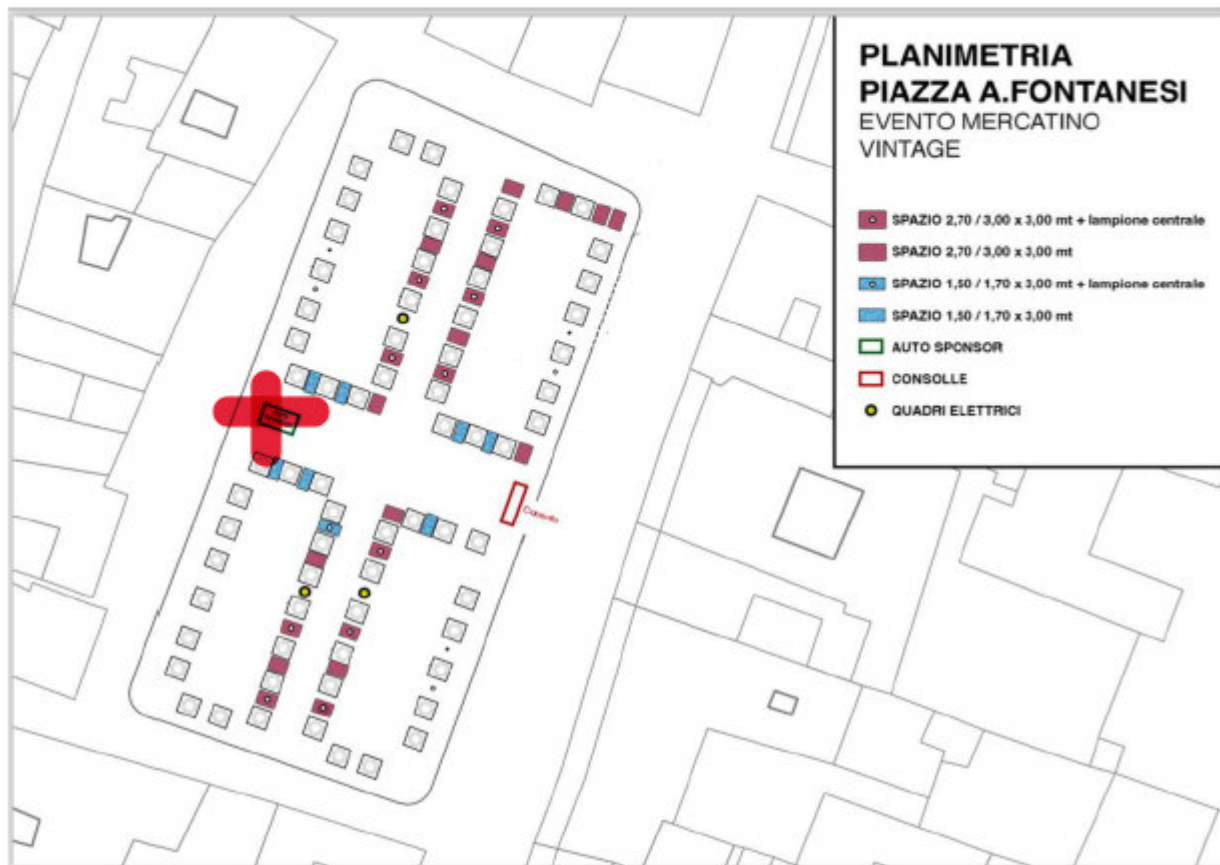 PLANIMETRIA
PIAZZA A.FONTANESI
EVENTO MERCATINO
VINTAGE
SPAZIO 2,70 / 3,00 x 3,00 mt + lampione centrale
SPAZIO 2,70 / 3,00 x 3,00 mt
SPAZIO 1,50 / 1,70 x 3,00 mt + lampione centrale
SPAZIO 1,50 / 1,70 x 3,00 mt
AUTO SPONSOR
CONSOLLE
QUADRI ELETTRICI